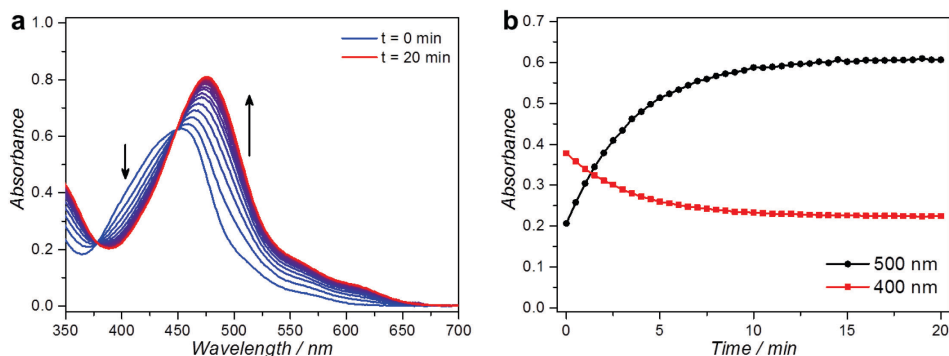 a
1.0
0.8
0.6
0.4
0.2
0.0
Absorbance
350 400 450 500 550 600 650 700
Wavelength / nm
t = 0 min
t = 20 min
b
0.7
0.6
0.5
0.4
0.3
0.2
0.1
0.0
Absorbance
0 5 10 15 20
Time / min
500 nm
400 nm